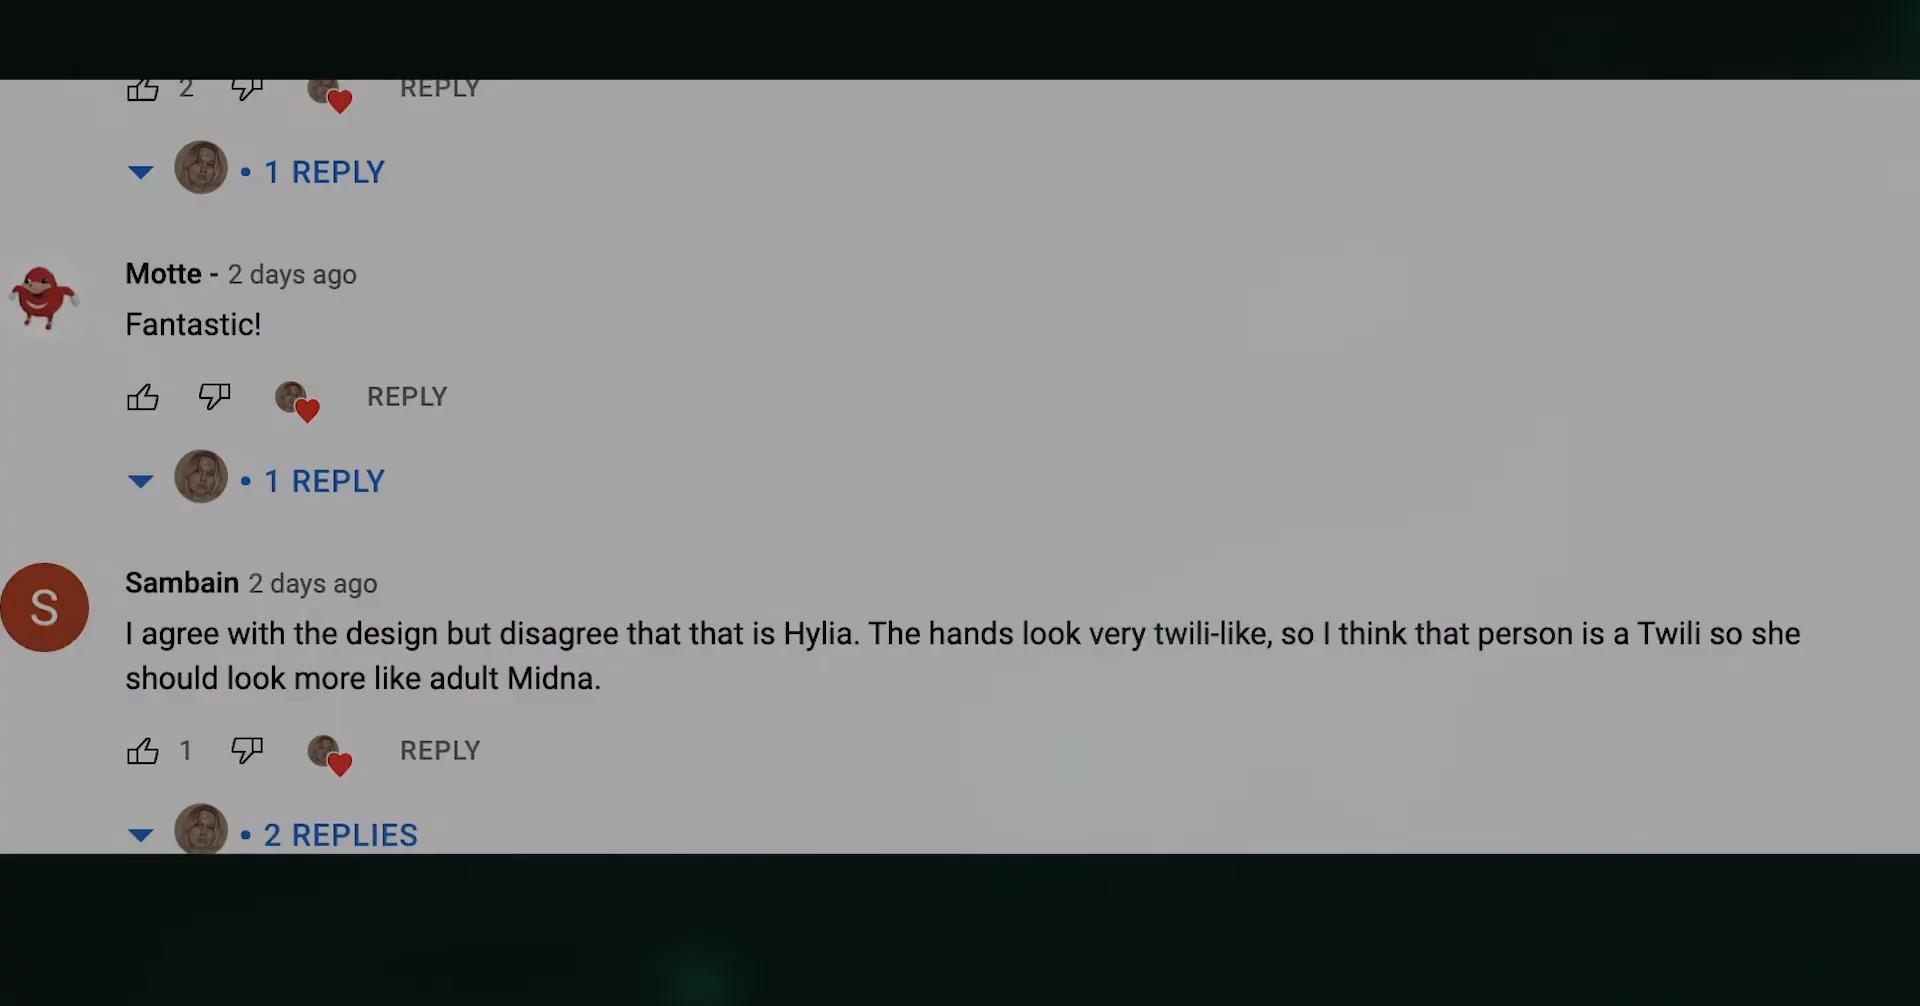 2 REPLY
• 1 REPLY
Motte - 2 days ago
Fantastic!
REPLY
• 1 REPLY
S
Sambain 2 days ago
I agree with the design but disagree that that is Hylia. The hands look very twili-like, so I think that person is a Twili so she
should look more like adult Midna.
1 REPLY
• 2 REPLIES